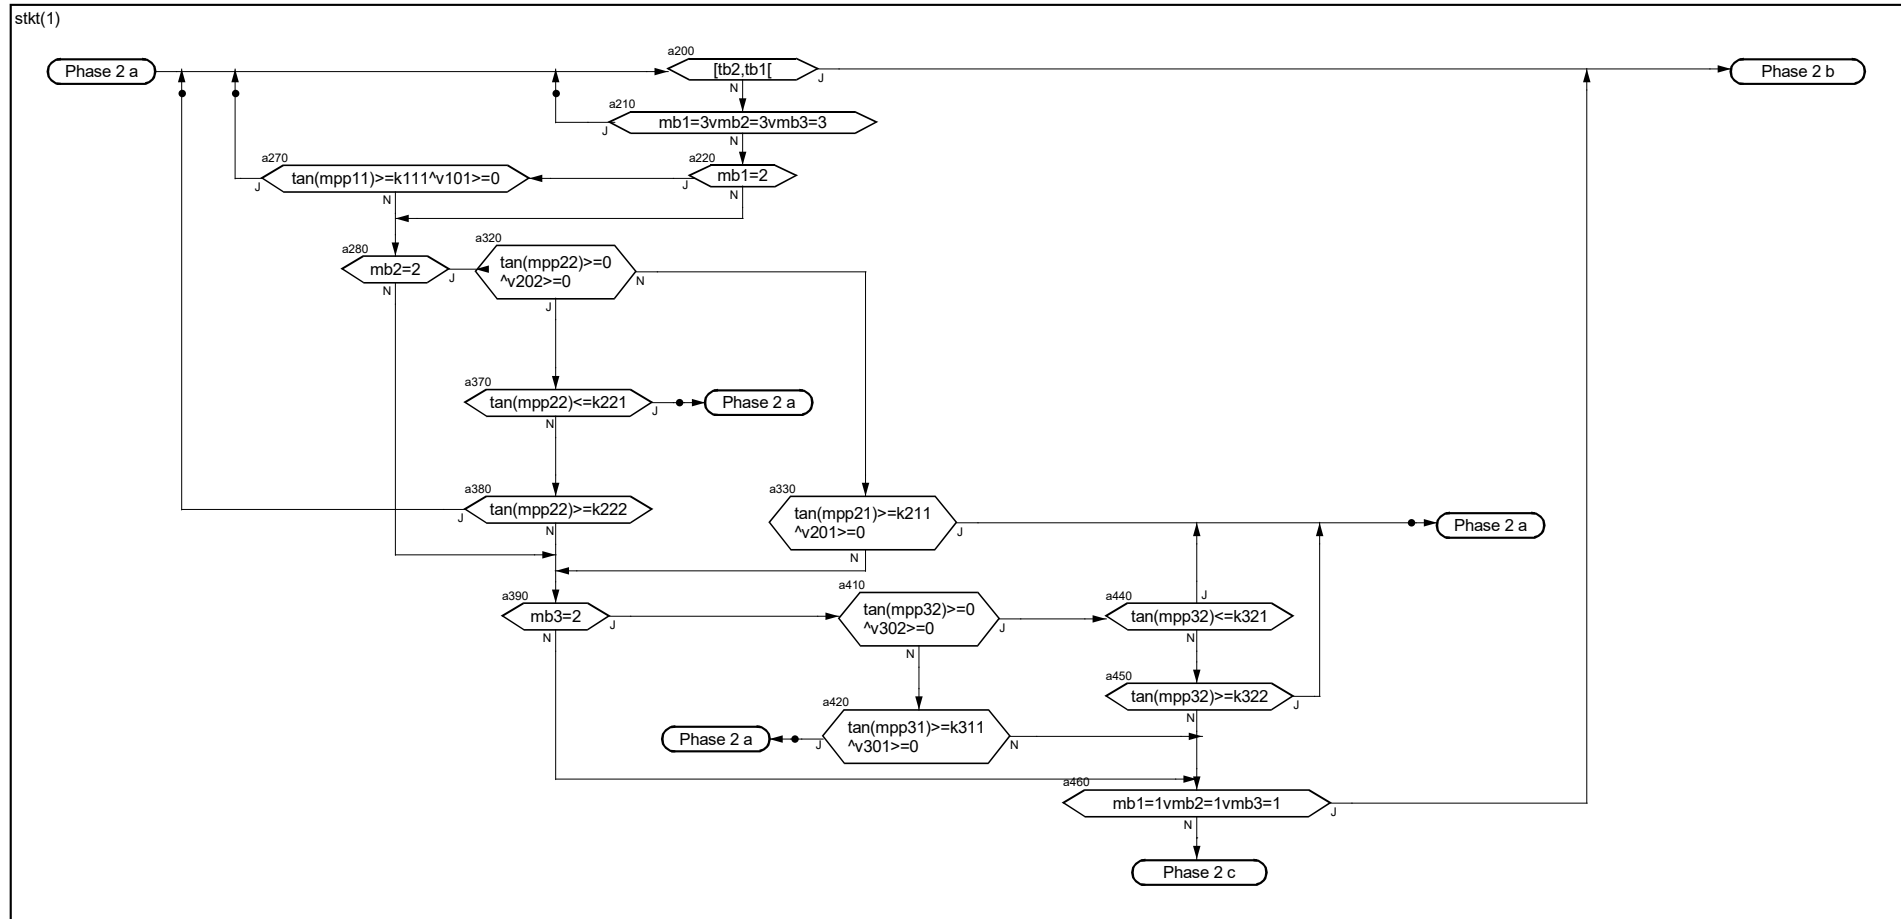 stkt(1)
a200
Phase 2 a
[tb2,tb1[
J
Phase 2 b
N
a210
mb1=3vmb2=3vmb3=3
J
N
a270
a220
tan(mpp11)>=k111^v101>=0
mb1=2
J
J
N
N
a280
a320
mb2=2
J
tan(mpp22)>=0
^v202>=0
N
N
J
a370
tan(mpp22)<=k221
J
Phase 2 a
N
a380
a330
tan(mpp22)>=k222
J
N
tan(mpp21)>=k211
^v201>=0
J
N
Phase 2 a
a390
a410
a440
mb3=2
J
N
tan(mpp32)>=0
^v302>=0
J
N
J
tan(mpp32)<=k321
N
a450
tan(mpp32)>=k322
J
N
a420
Phase 2 a
J
tan(mpp31)>=k311
^v301>=0
N
a460
mb1=1vmb2=1vmb3=1
J
N
Phase 2 c